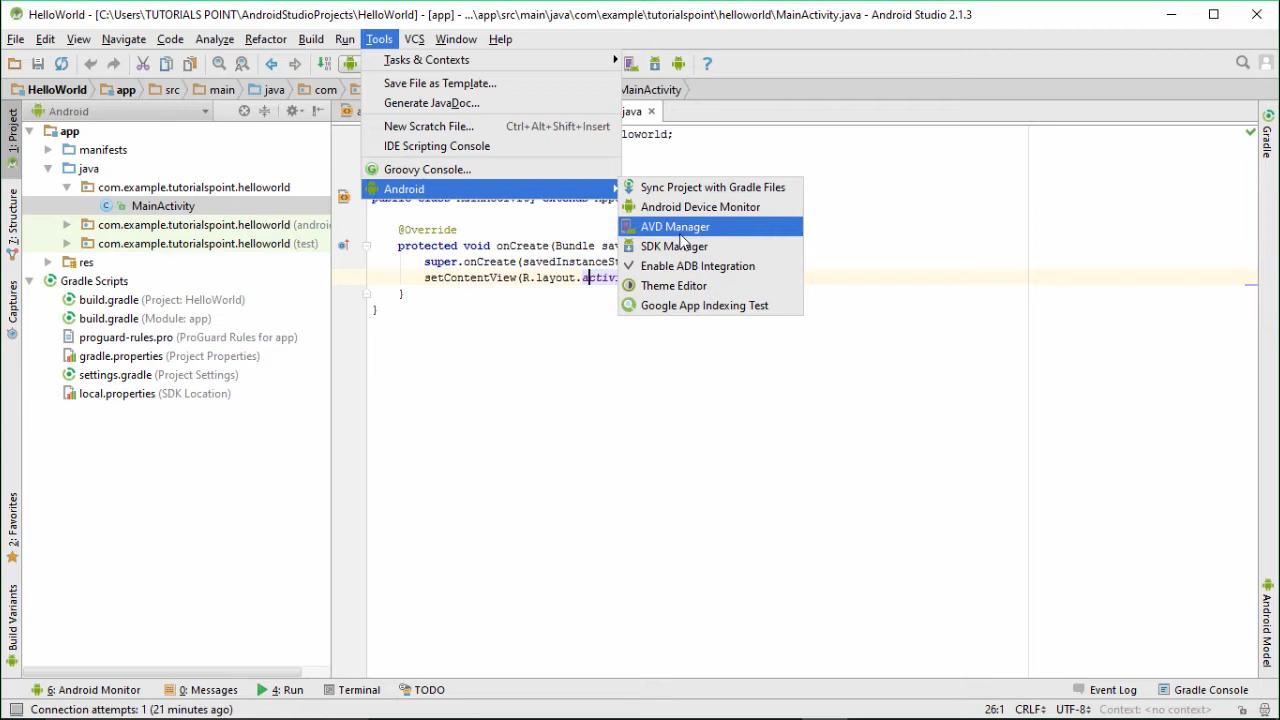 HelloWorld - [C:\Users\TUTORIALS POINT\AndroidStudioProjects\HelloWorld] - [app] - ...\app\src\main\java\com\example\tutorialspoint\helloworld\MainActivity.java - Android Studio 2.1.3
File Edit View Navigate Code Analyze Refactor Build Run Tools VCS Window Help
HelloWorld app src main java com MainActivity.java
Android java
Tasks & Contexts
Save File as Template...
Generate JavaDoc...
New Scratch File... Ctrl+Alt+Shift+Insert
IDE Scripting Console
Groovy Console...
Android
Sync Project with Gradle Files
Android Device Monitor
AVD Manager
SDK Manager
Enable ADB Integration
Theme Editor
Google App Indexing Test
1: Project
7: Structure
Captures
2: Favorites
Build Variants
app
manifests
java
com.example.tutorialspoint.helloworld
MainActivity
com.example.tutorialspoint.helloworld (androi
com.example.tutorialspoint.helloworld (test)
res
Gradle Scripts
build.gradle (Project: HelloWorld)
build.gradle (Module: app)
proguard-rules.pro (ProGuard Rules for app)
gradle.properties (Project Properties)
settings.gradle (Project Settings)
local.properties (SDK Location)
loworld;
@Override
protected void onCreate(Bundle sav
super.onCreate(savedInstanceSt
setContentView(R.layout.activi
}
}
Gradle
Android Model
6: Android Monitor 0: Messages 4: Run Terminal TODO Event Log Gradle Console
Connection attempts: 1 (21 minutes ago) 26:1 CRLF UTF-8 Context: <no context>